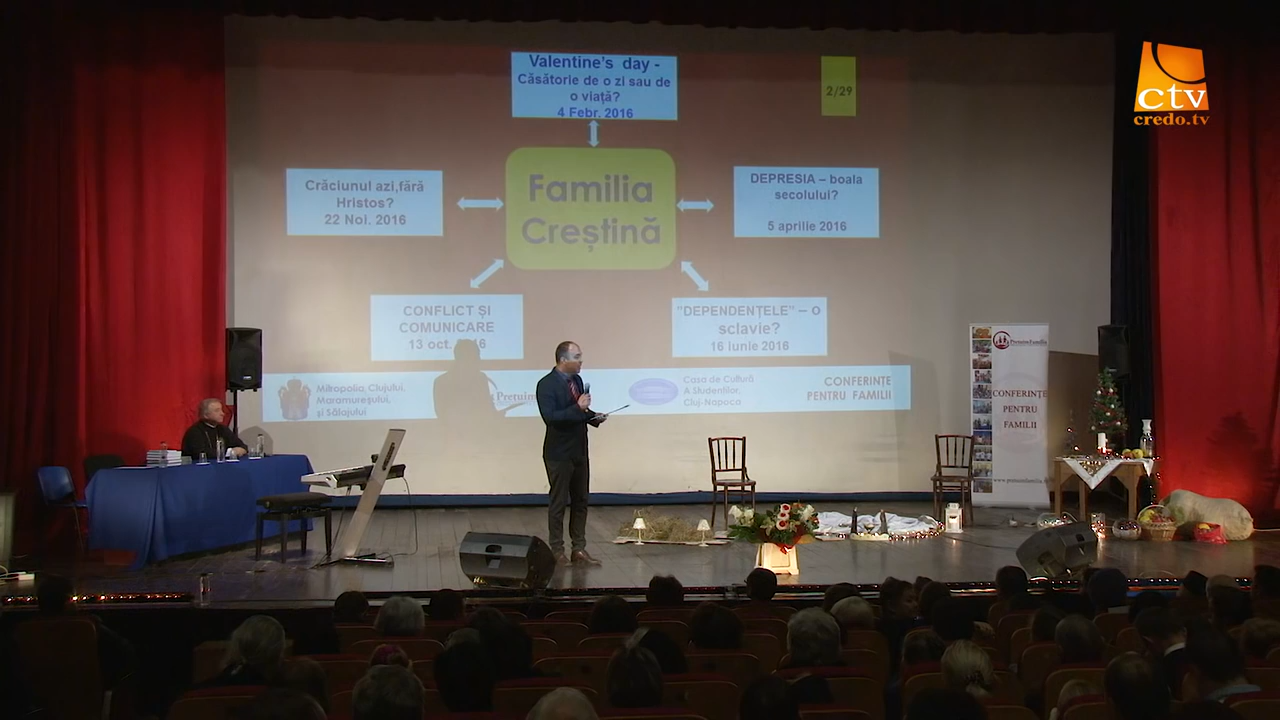 Valentine's day -
Căsătorie de o zi sau de
o viață?
4 Febr. 2016
2/29
ctv
credo.tv
Crăciunul azi,fără
Hristos?
22 Noi. 2016
Familia
Creștină
DEPRESIA – boala
secolului?
5 aprilie 2016
CONFLICT ȘI
COMUNICARE
13 oct. 2016
"DEPENDENȚELE" – o
sclavie?
16 iunie 2016
Mitropolia Clujului,
Maramureșului,
și Sălajului
Prețuim
Casa de Cultură
A Studenților,
Cluj-Napoca
CONFERINȚE
PENTRU FAMILII
PrețuimFamilia
CONFERINȚE
PENTRU
FAMILII